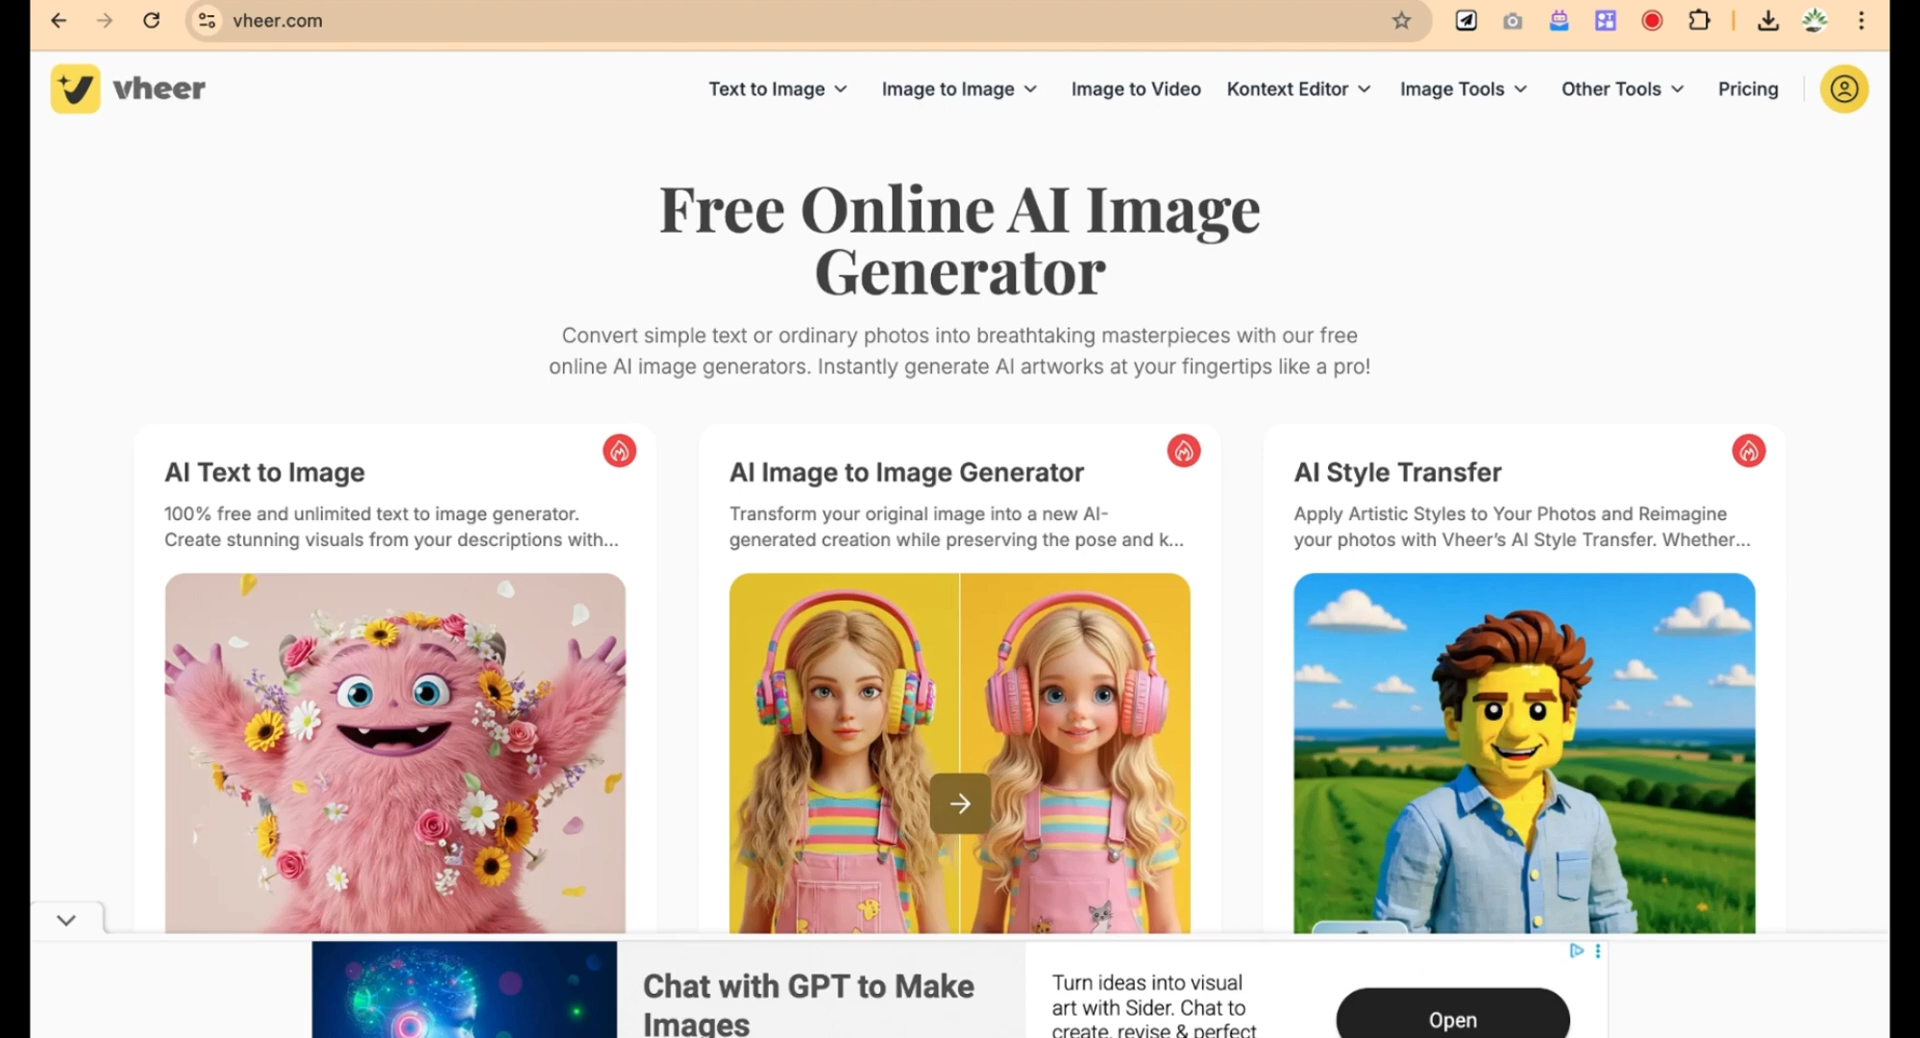 vheer.com
vheer
Text to Image
Image to Image
Image to Video
Kontext Editor
Image Tools
Other Tools
Pricing
Free Online AI Image
Generator
Convert simple text or ordinary photos into breathtaking masterpieces with our free
online AI image generators. Instantly generate AI artworks at your fingertips like a pro!
AI Text to Image
100% free and unlimited text to image generator.
Create stunning visuals from your descriptions with...
AI Image to Image Generator
Transform your original image into a new AI-
generated creation while preserving the pose and k...
AI Style Transfer
Apply Artistic Styles to Your Photos and Reimagine
your photos with Vheer's AI Style Transfer. Whether...
Chat with GPT to Make
Images
Turn ideas into visual
art with Sider. Chat to
create, revise & perfect
Open